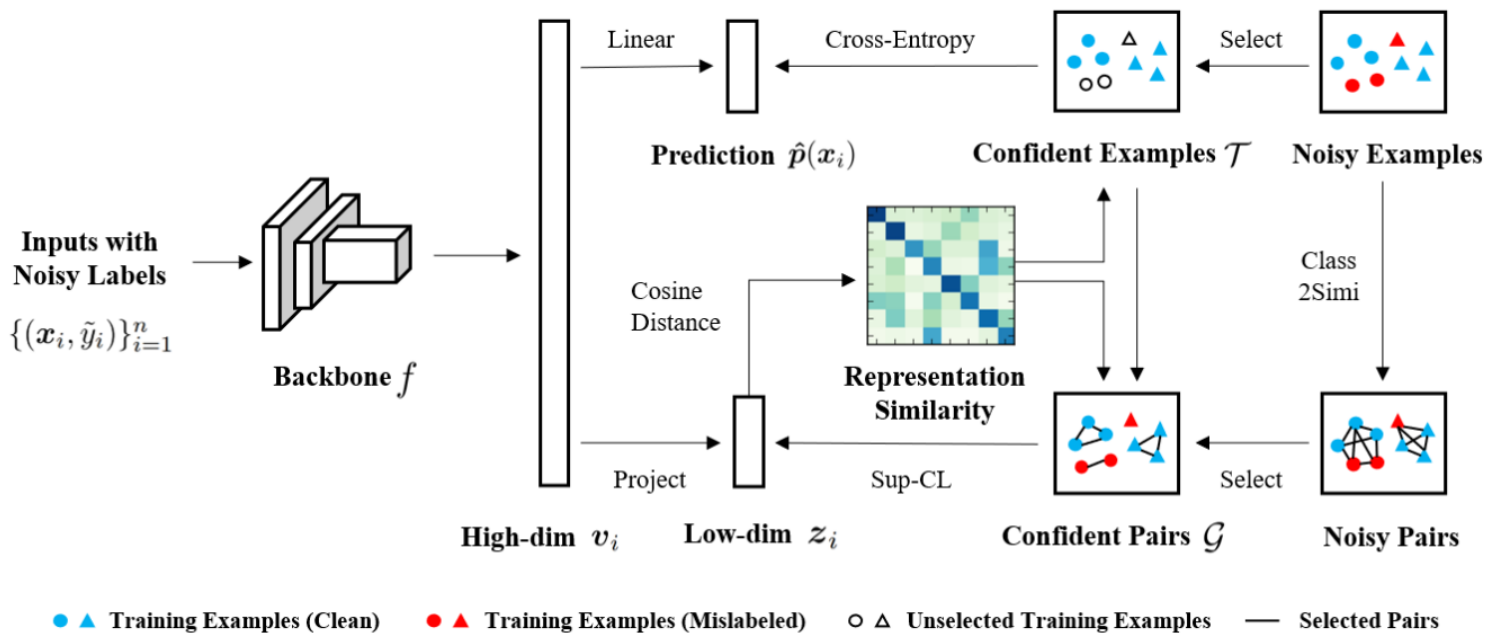 Linear
Cross-Entropy
Select
Prediction p̂(xᵢ)
Confident Examples 𝒯
Noisy Examples
Inputs with
Noisy Labels
{(xᵢ, ỹᵢ)}ⁿᵢ₌₁
Backbone f
Cosine
Distance
Representation
Similarity
Class
2Simi
Project
Sup-CL
Select
High-dim vᵢ
Low-dim zᵢ
Confident Pairs 𝒢
Noisy Pairs
Training Examples (Clean)
Training Examples (Mislabeled)
Unselected Training Examples
Selected Pairs